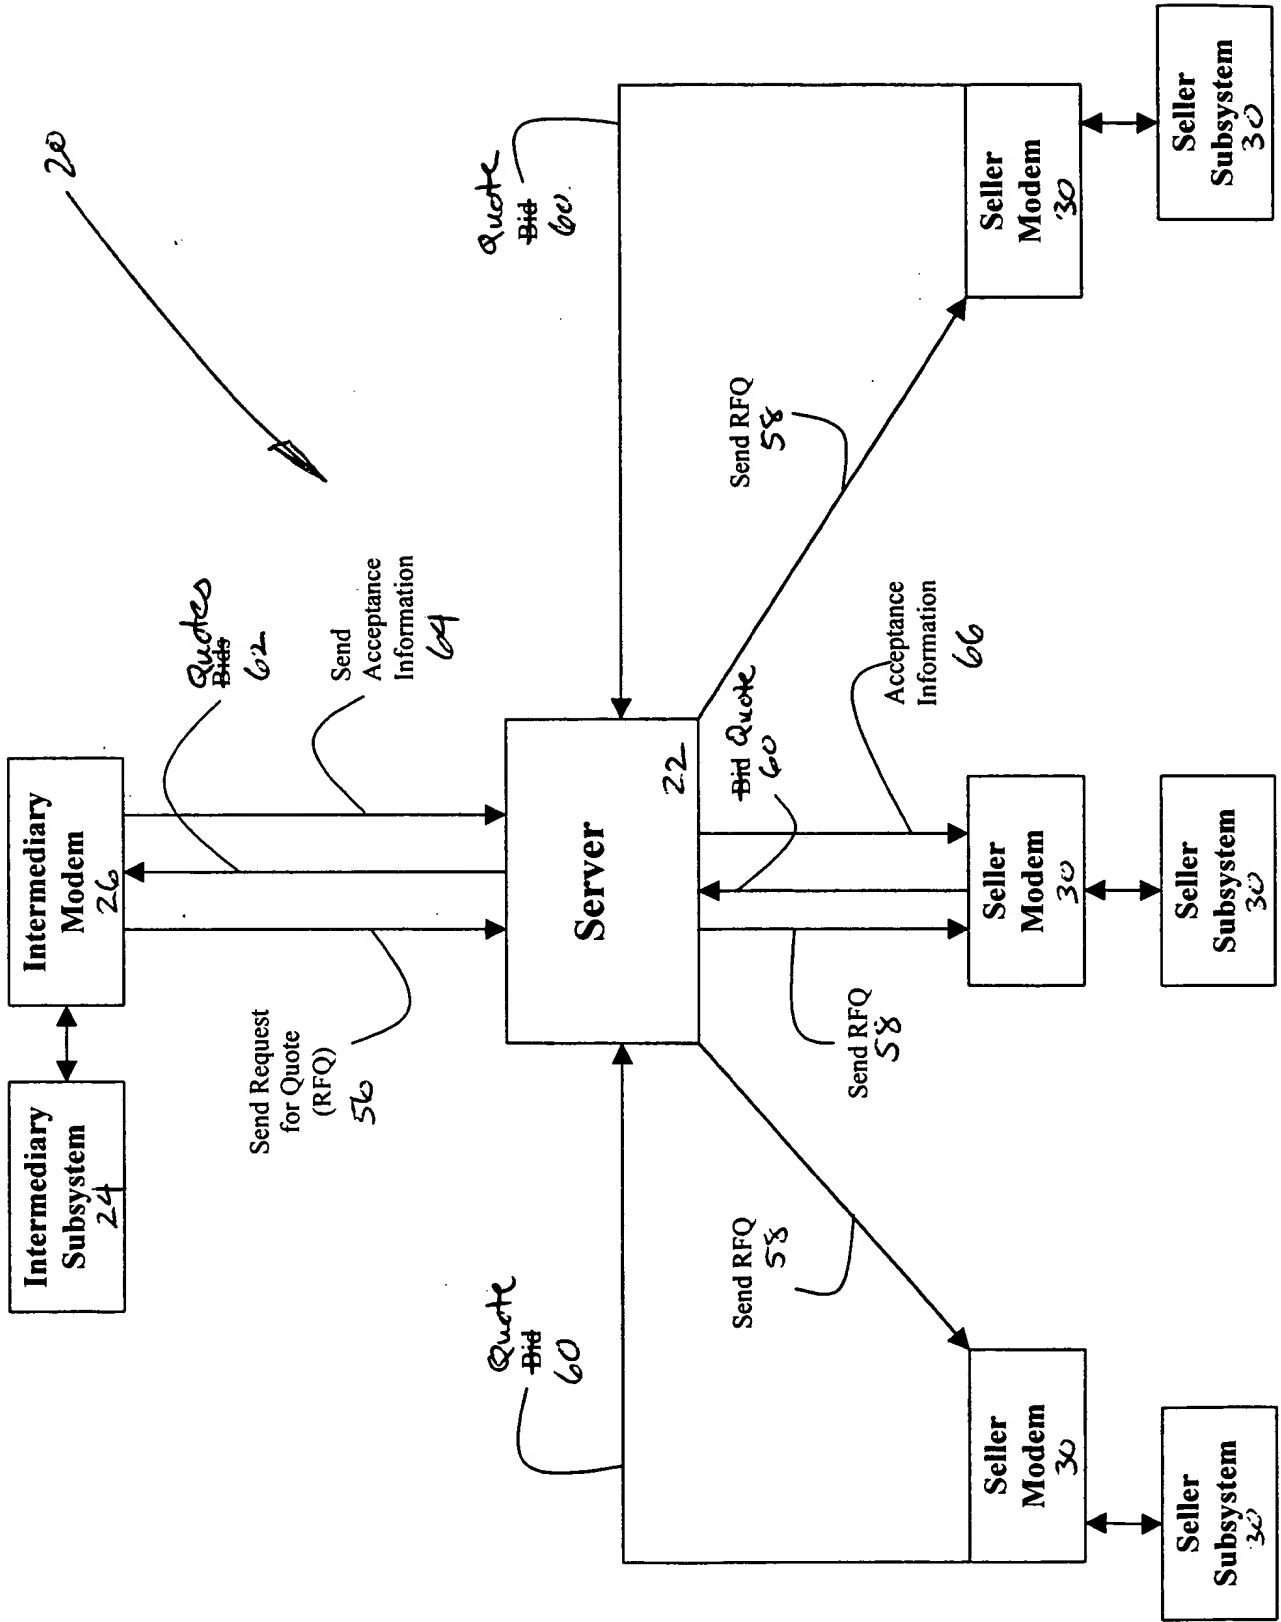 Intermediary
Subsystem
24
Intermediary
Modem
26
Send Request
for Quote
(RFQ)
56
Quotes
Bids
62
Send
Acceptance
Information
64
20
Server
22
Quote
Bid
60
Send RFQ
58
Send RFQ
58
Bid Quote
60
Acceptance
Information
66
Send RFQ
58
Quote
Bid
60.
Seller
Modem
30
Seller
Subsystem
30
Seller
Modem
30
Seller
Subsystem
30
Seller
Modem
30
Seller
Subsystem
30